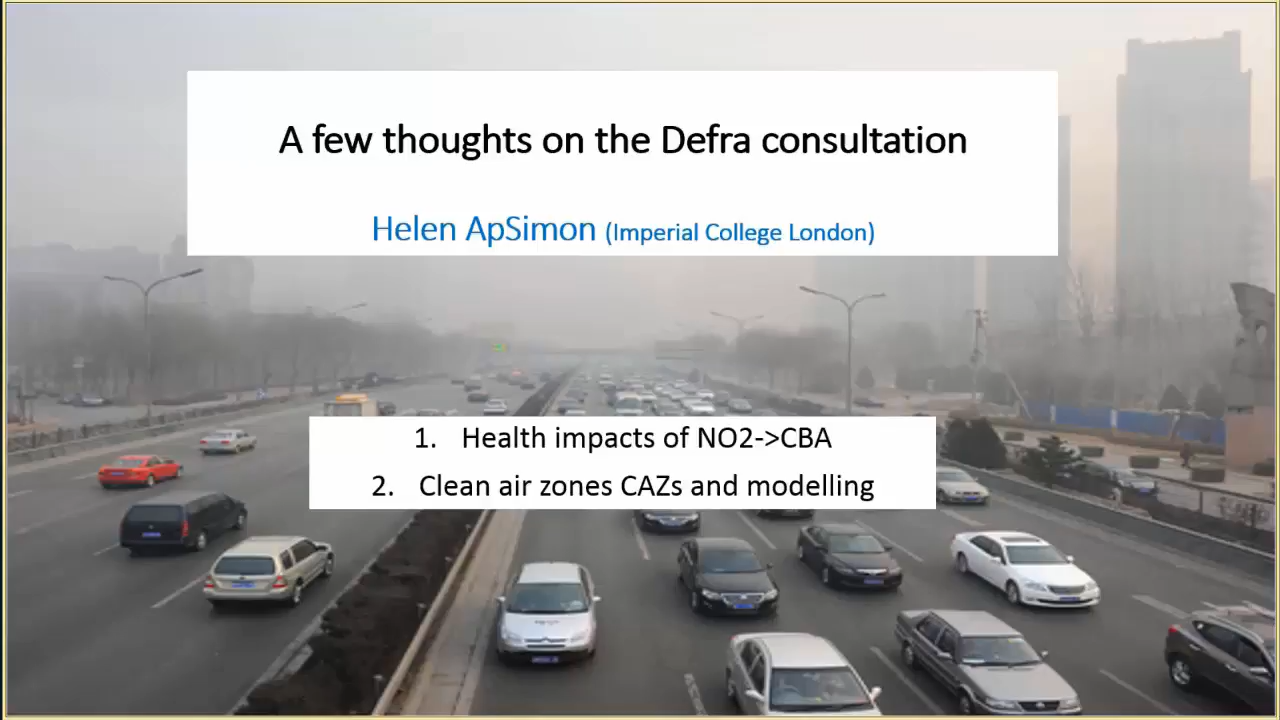 A few thoughts on the Defra consultation
Helen ApSimon (Imperial College London)
1. Health impacts of NO2->CBA
2. Clean air zones CAZs and modelling